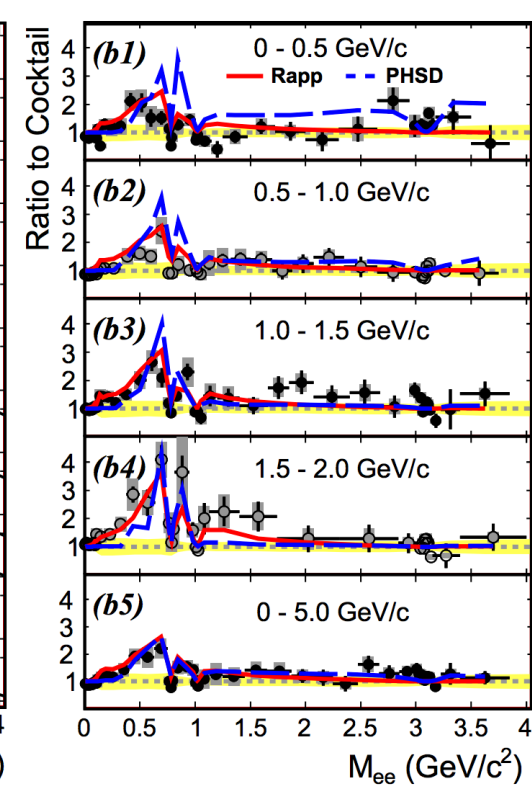 Ratio to Cocktail
(b1) 0 - 0.5 GeV/c
Rapp PHSD
4
3
2
1
(b2) 0.5 - 1.0 GeV/c
4
3
2
1
(b3) 1.0 - 1.5 GeV/c
4
3
2
1
(b4) 1.5 - 2.0 GeV/c
4
3
2
1
(b5) 0 - 5.0 GeV/c
4
3
2
1
0 0.5 1 1.5 2 2.5 3 3.5 4
M_ee (GeV/c²)
4
)